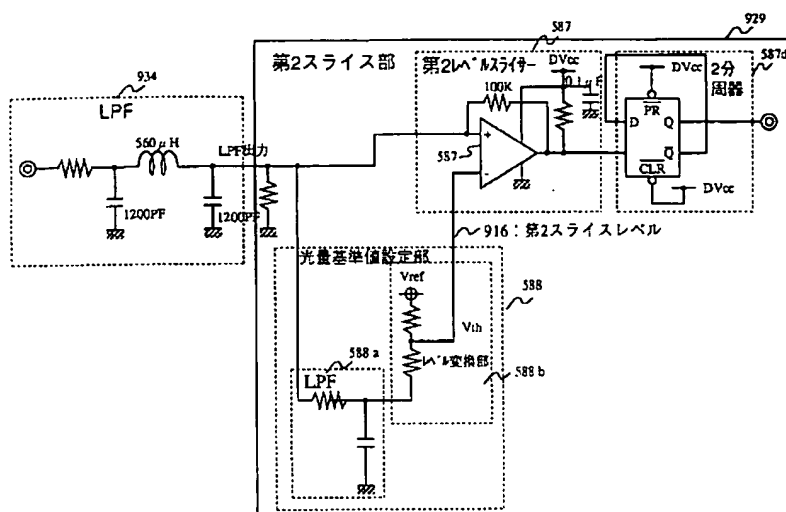 929
587
934
第2スライス部
第2レベルスライサー
587d
DVcc
0.1μF
2分
周器
DVcc
LPF
100K
560μH
LPF出力
D
PR
Q
587
Q
CLR
DVcc
1200PF
1200PF
916:第2スライスレベル
光量基準値設定部
588
Vref
Vth
588a
レベル変換部
588b
LPF